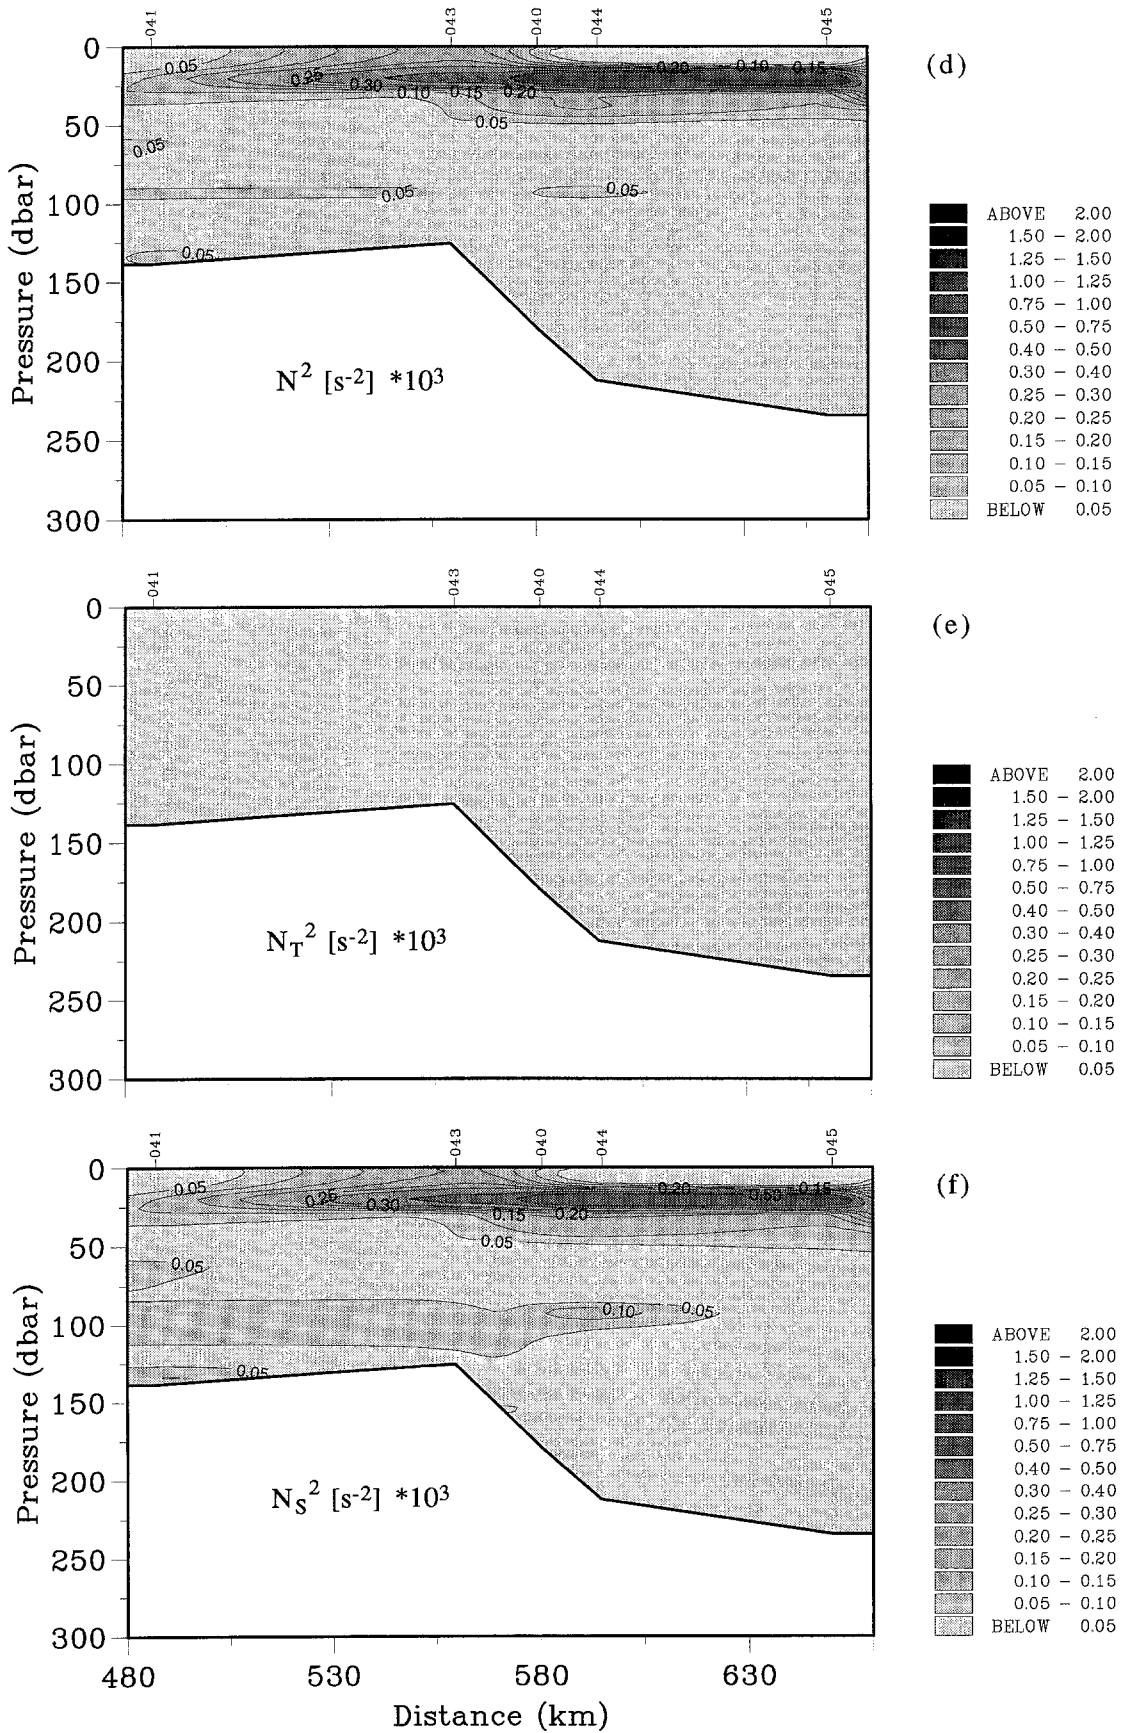 041 043 040 044 045
(d)
0
50
100
150
200
250
300
Pressure (dbar)
0.05 0.25 0.30 0.10 0.15 0.20 0.20 0.10 0.15
0.05
0.05
0.05 0.05
0.05
N² [s⁻²] *10³
ABOVE 2.00
1.50 – 2.00
1.25 – 1.50
1.00 – 1.25
0.75 – 1.00
0.50 – 0.75
0.40 – 0.50
0.30 – 0.40
0.25 – 0.30
0.20 – 0.25
0.15 – 0.20
0.10 – 0.15
0.05 – 0.10
BELOW 0.05
041 043 040 044 045
(e)
0
50
100
150
200
250
300
Pressure (dbar)
N_T² [s⁻²] *10³
ABOVE 2.00
1.50 – 2.00
1.25 – 1.50
1.00 – 1.25
0.75 – 1.00
0.50 – 0.75
0.40 – 0.50
0.30 – 0.40
0.25 – 0.30
0.20 – 0.25
0.15 – 0.20
0.10 – 0.15
0.05 – 0.10
BELOW 0.05
041 043 040 044 045
(f)
0
50
100
150
200
250
300
Pressure (dbar)
0.05 0.25 0.30 0.15 0.20 0.20 0.50 0.15
0.05
0.05
0.10 0.05
0.05
N_S² [s⁻²] *10³
ABOVE 2.00
1.50 – 2.00
1.25 – 1.50
1.00 – 1.25
0.75 – 1.00
0.50 – 0.75
0.40 – 0.50
0.30 – 0.40
0.25 – 0.30
0.20 – 0.25
0.15 – 0.20
0.10 – 0.15
0.05 – 0.10
BELOW 0.05
480 530 580 630
Distance (km)